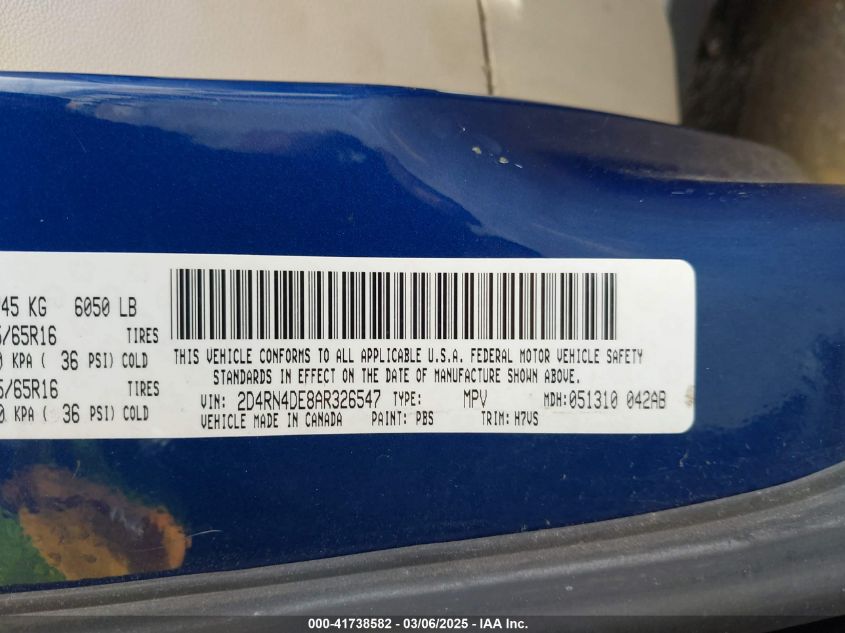 45 KG 6050 LB
/65R16 TIRES
KPA ( 36 PSI) COLD
/65R16 TIRES
KPA ( 36 PSI) COLD
THIS VEHICLE CONFORMS TO ALL APPLICABLE U.S.A. FEDERAL MOTOR VEHICLE SAFETY
STANDARDS IN EFFECT ON THE DATE OF MANUFACTURE SHOWN ABOVE.
VIN: 2D4RN4DE8AR326547 TYPE: MPV MDH: 051310 042AB
VEHICLE MADE IN CANADA PAINT: PBS TRIM: H7VS
000-41738582 — 03/06/2025 — IAA Inc.